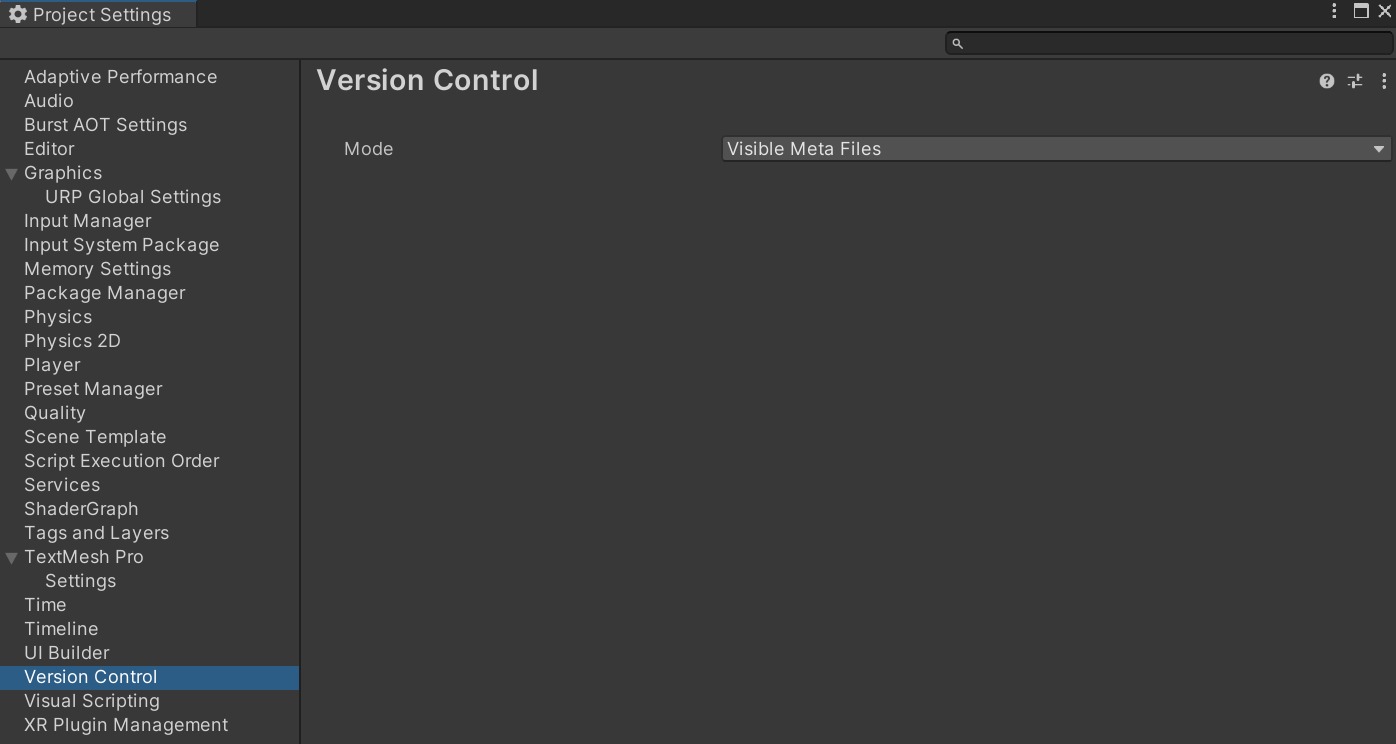 Project Settings
Adaptive Performance
Audio
Burst AOT Settings
Editor
Graphics
URP Global Settings
Input Manager
Input System Package
Memory Settings
Package Manager
Physics
Physics 2D
Player
Preset Manager
Quality
Scene Template
Script Execution Order
Services
ShaderGraph
Tags and Layers
TextMesh Pro
Settings
Time
Timeline
UI Builder
Version Control
Visual Scripting
XR Plugin Management
Version Control
Mode
Visible Meta Files